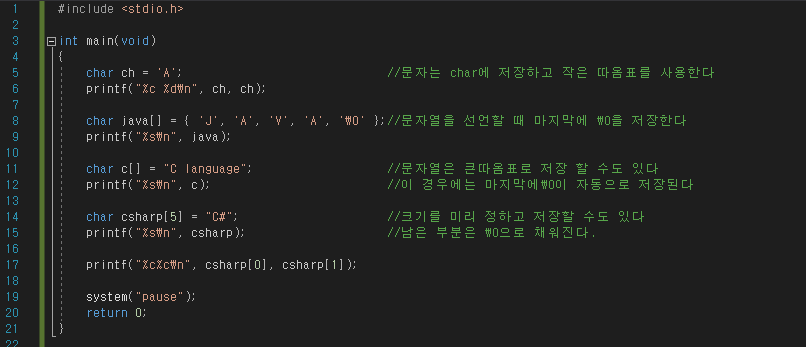 1 #include <stdio.h>
2
3 int main(void)
4 {
5 char ch = 'A'; //문자는 char에 저장하고 작은 따옴표를 사용한다
6 printf("%c %d₩n", ch, ch);
7
8 char java[] = { 'J', 'A', 'V', 'A', '₩0' };//문자열을 선언할 때 마지막에 ₩0을 저장한다
9 printf("%s₩n", java);
10
11 char c[] = "C language"; //문자열은 큰따옴표로 저장 할 수도 있다
12 printf("%s₩n", c); //이 경우에는 마지막에₩0이 자동으로 저장된다
13
14 char csharp[5] = "C#"; //크기를 미리 정하고 저장할 수도 있다
15 printf("%s₩n", csharp); //남은 부분은 ₩0으로 채워진다.
16
17 printf("%c%c₩n", csharp[0], csharp[1]);
18
19 system("pause");
20 return 0;
21 }
22